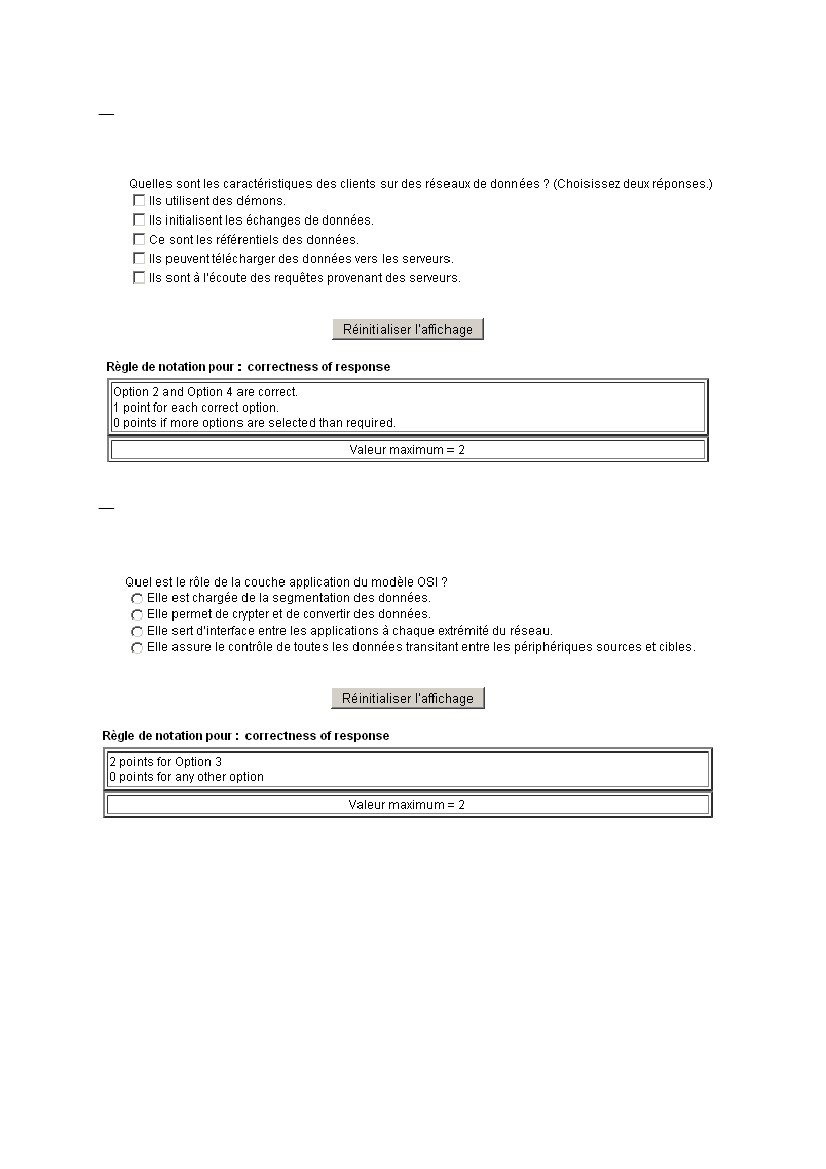 Quelles sont les caractéristiques des clients sur des réseaux de données ? (Choisissez deux réponses.)
Ils utilisent des démons.
Ils initialisent les échanges de données.
Ce sont les référentiels des données.
Ils peuvent télécharger des données vers les serveurs.
Ils sont à l'écoute des requêtes provenant des serveurs.
Réinitialiser l'affichage
Règle de notation pour : correctness of response
Option 2 and Option 4 are correct.
1 point for each correct option.
0 points if more options are selected than required.
Valeur maximum = 2
Quel est le rôle de la couche application du modèle OSI ?
Elle est chargée de la segmentation des données.
Elle permet de crypter et de convertir des données.
Elle sert d'interface entre les applications à chaque extrémité du réseau.
Elle assure le contrôle de toutes les données transitant entre les périphériques sources et cibles.
Réinitialiser l'affichage
Règle de notation pour : correctness of response
2 points for Option 3
0 points for any other option
Valeur maximum = 2